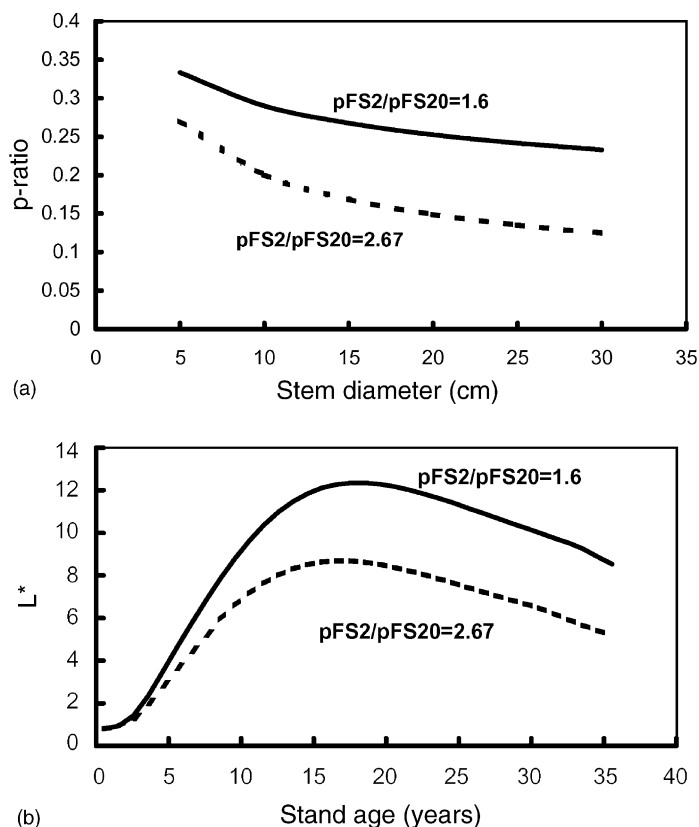 0.4
0.35
0.3
0.25
0.2
0.15
0.1
0.05
0
p-ratio
pFS2/pFS20=1.6
pFS2/pFS20=2.67
0 5 10 15 20 25 30 35
(a) Stem diameter (cm)
14
12
10
8
6
4
2
0
L*
pFS2/pFS20=1.6
pFS2/pFS20=2.67
0 5 10 15 20 25 30 35 40
(b) Stand age (years)